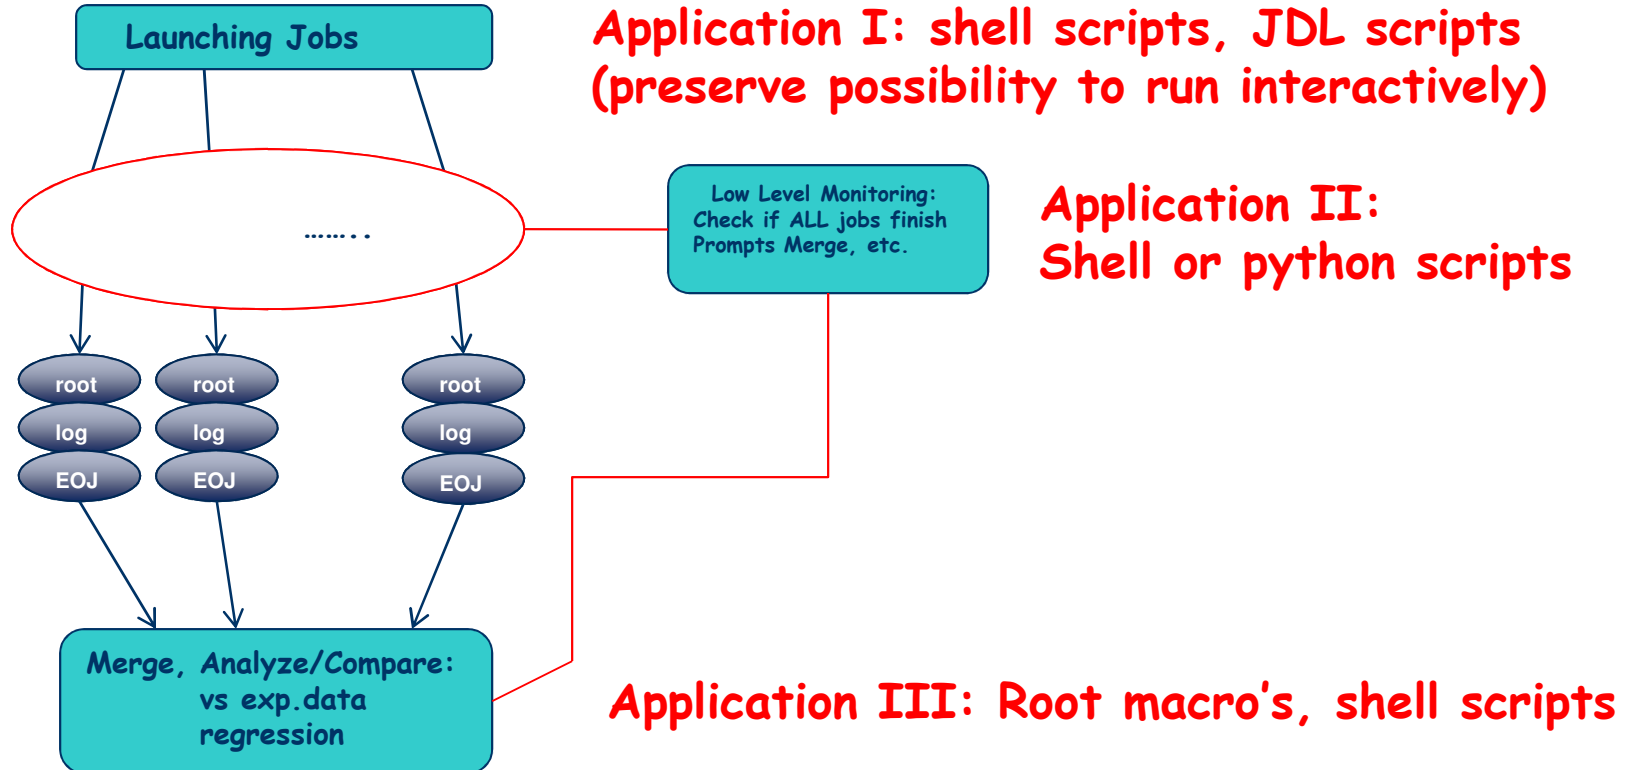 Launching Jobs
Application I: shell scripts, JDL scripts
(preserve possibility to run interactively)
Low Level Monitoring:
Check if ALL jobs finish
Prompts Merge, etc.
Application II:
Shell or python scripts
……..
root
root
root
log
log
log
EOJ
EOJ
EOJ
Merge, Analyze/Compare:
vs exp.data
regression
Application III: Root macro’s, shell scripts